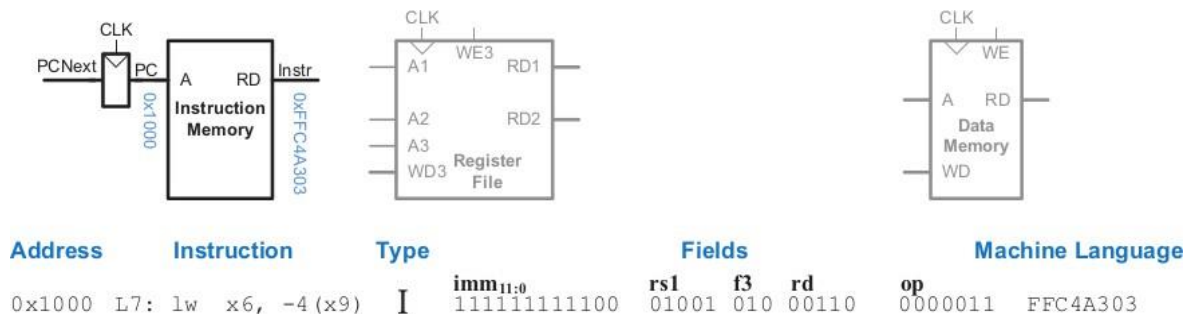 CLK
CLK
CLK
PCNext
PC
A
RD
Instr
Instruction
Memory
0x1000
0xFFC4A303
WE3
A1
RD1
A2
RD2
A3
WD3
Register
File
WE
A
RD
Data
Memory
WD
Address Instruction Type Fields Machine Language
imm11:0 rs1 f3 rd op
0x1000 L7: lw x6, -4(x9) I 111111111100 01001 010 00110 0000011 FFC4A303